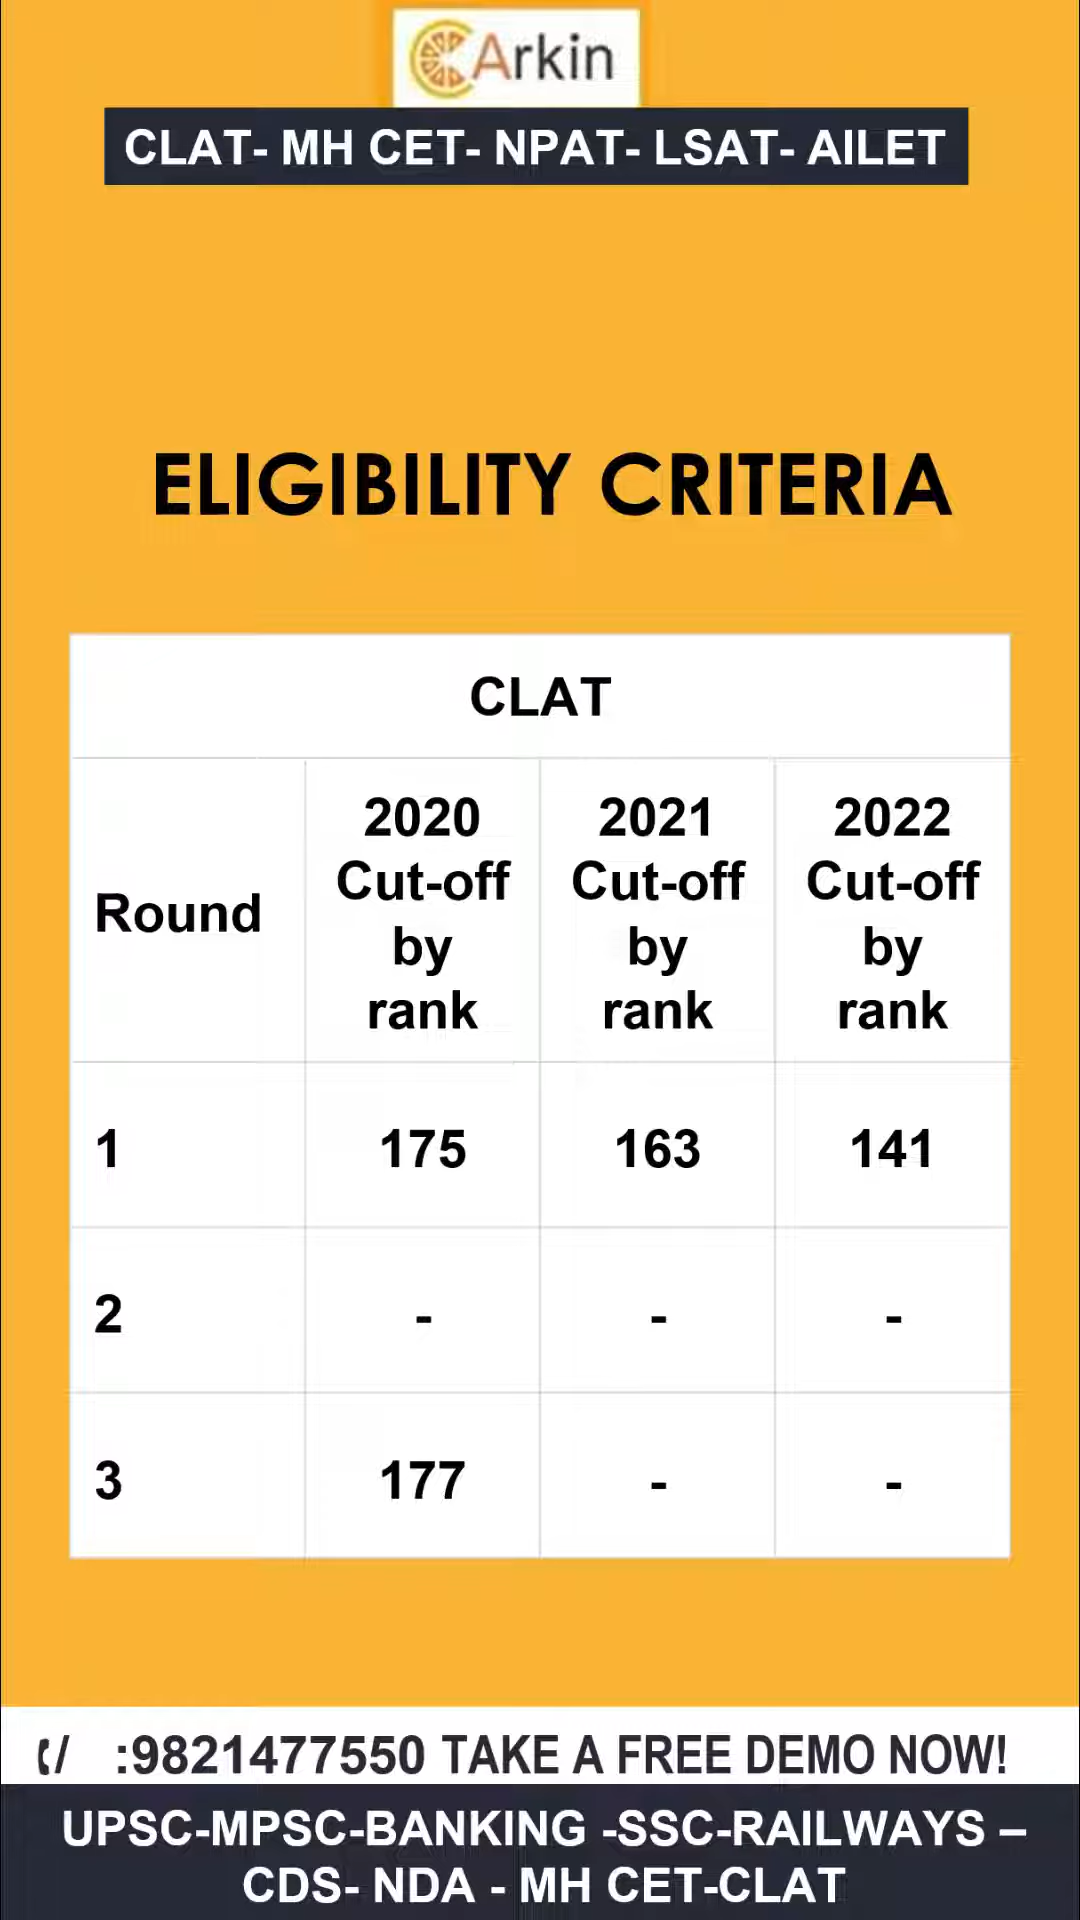 Arkin
CLAT- MH CET- NPAT- LSAT- AILET
ELIGIBILITY CRITERIA
CLAT
Round
2020
Cut-off
by
rank
2021
Cut-off
by
rank
2022
Cut-off
by
rank
1 175 163 141
2 - - -
3 177 - -
/ :9821477550 TAKE A FREE DEMO NOW!
UPSC-MPSC-BANKING -SSC-RAILWAYS –
CDS- NDA - MH CET-CLAT